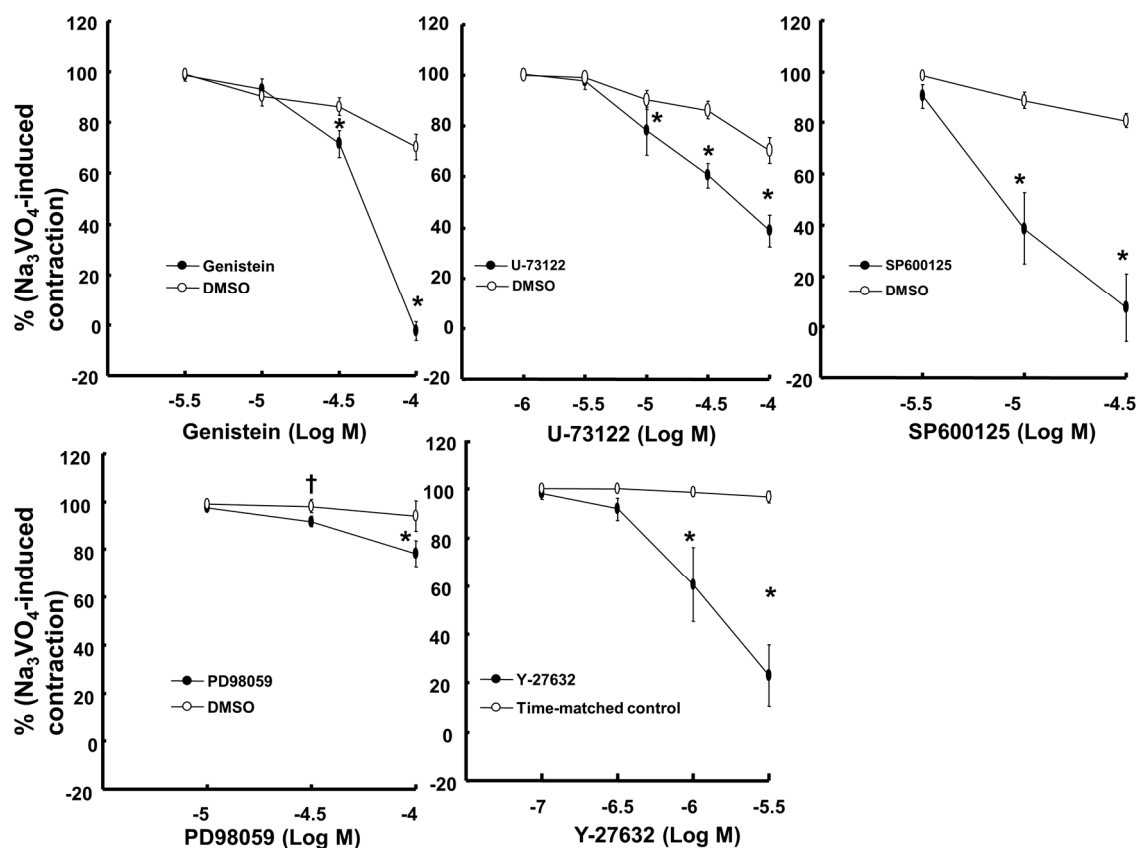 % (Na3VO4-induced
contraction)
120
100
80
60
40
20
0
-20
*
*
Genistein
DMSO
-5.5 -5 -4.5 -4
Genistein (Log M)
120
100
80
60
40
20
0
-20
*
*
*
U-73122
DMSO
-6 -5.5 -5 -4.5 -4
U-73122 (Log M)
120
100
80
60
40
20
0
-20
*
*
SP600125
DMSO
-5.5 -5 -4.5
SP600125 (Log M)
% (Na3VO4-induced
contraction)
120
100
80
60
40
20
0
-20
†
*
PD98059
DMSO
-5 -4.5 -4
PD98059 (Log M)
120
100
80
60
40
20
0
-20
*
*
Y-27632
Time-matched control
-7 -6.5 -6 -5.5
Y-27632 (Log M)